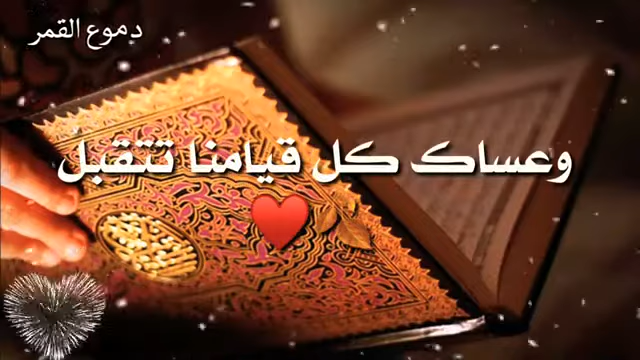 دموع القمر
وعساك كل قيامنا تتقبل